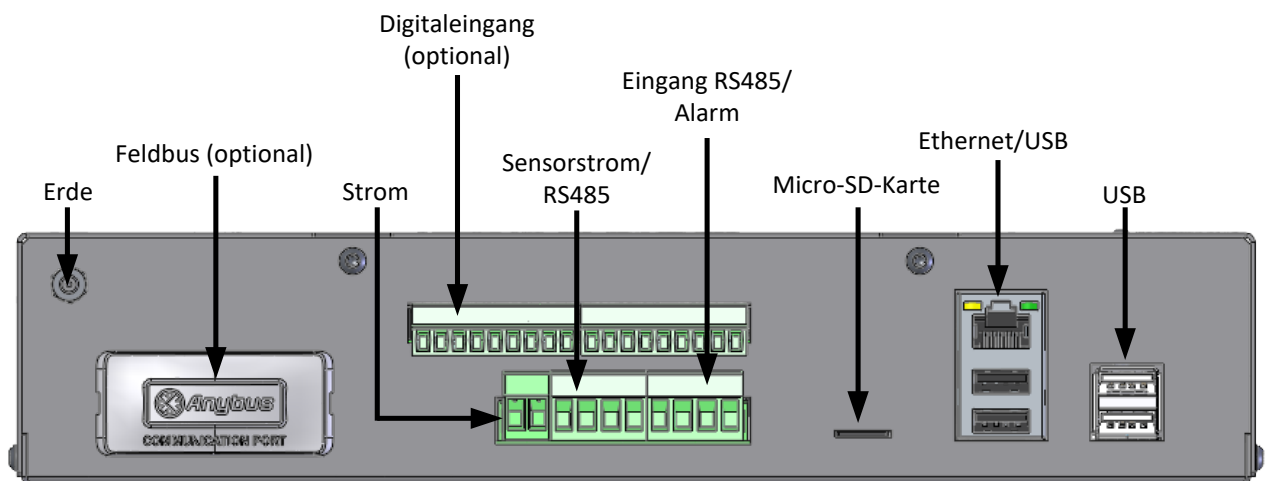 Digitaleingang
(optional)
Eingang RS485/
Alarm
Feldbus (optional)
Sensorstrom/
RS485
Ethernet/USB
Erde
Strom
Micro-SD-Karte
USB
Anybus
COMMUNICATION PORT